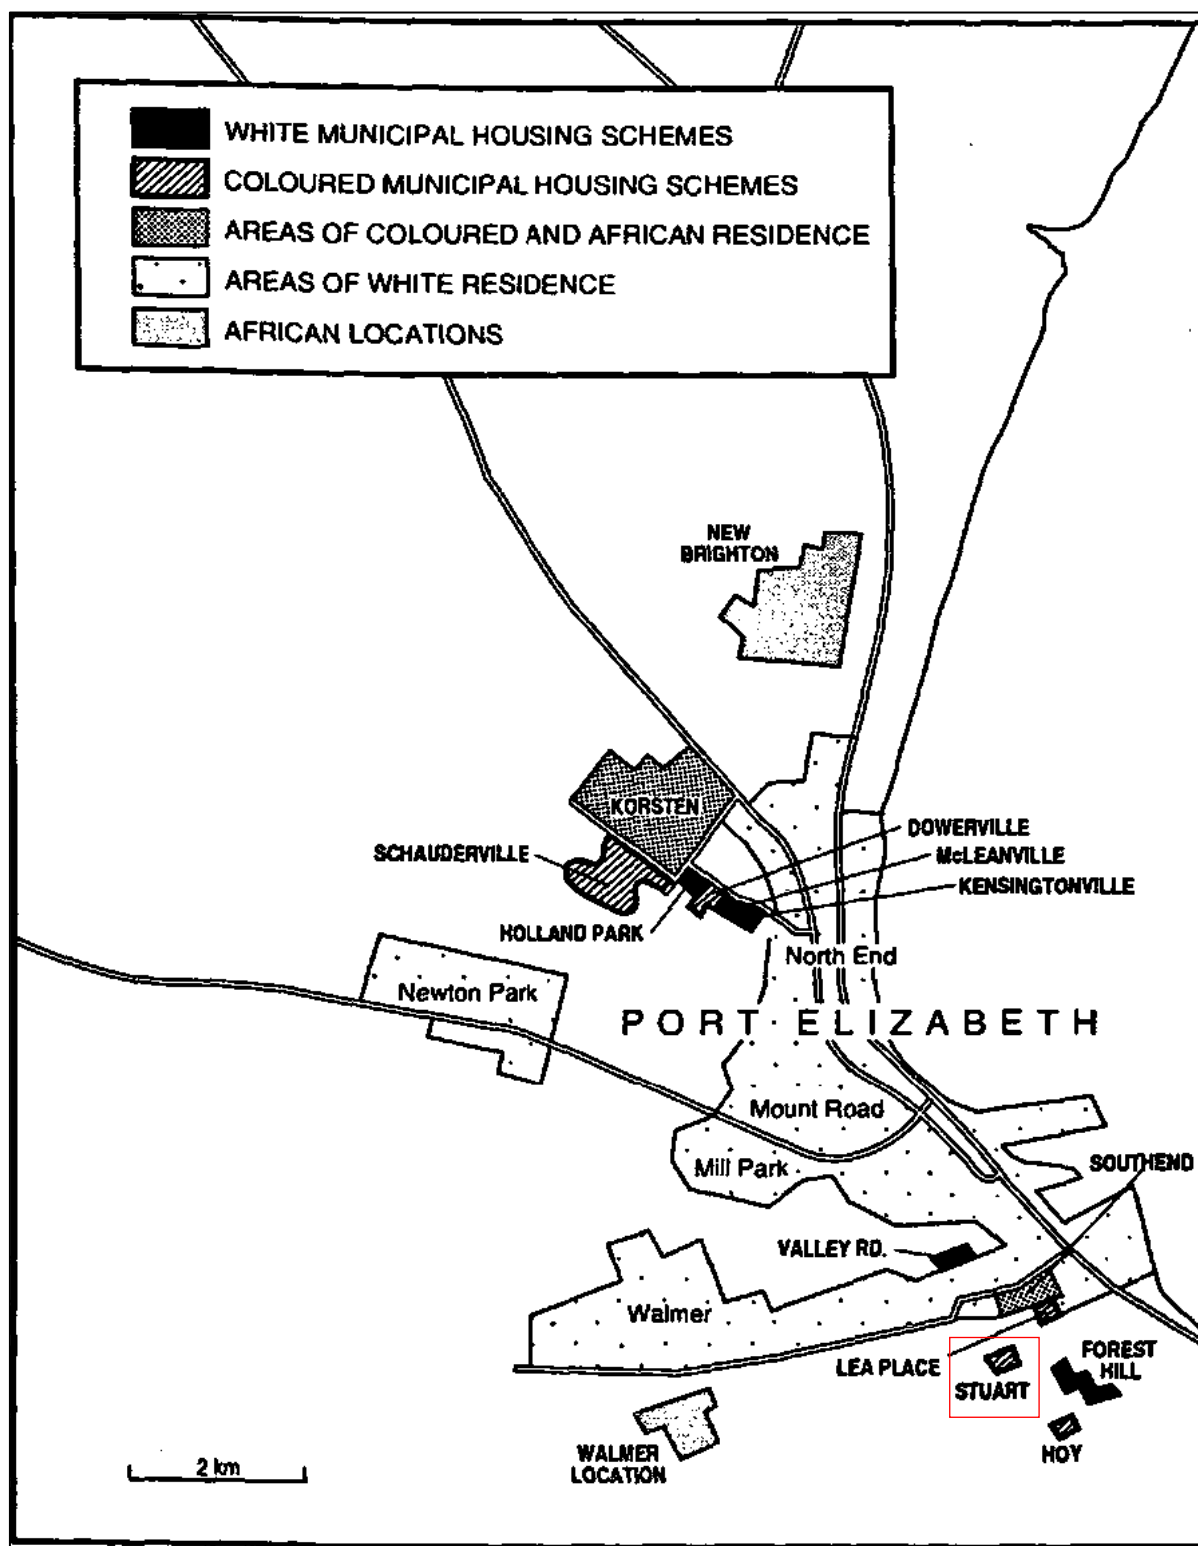 WHITE MUNICIPAL HOUSING SCHEMES
COLOURED MUNICIPAL HOUSING SCHEMES
AREAS OF COLOURED AND AFRICAN RESIDENCE
AREAS OF WHITE RESIDENCE
AFRICAN LOCATIONS
NEW
BRIGHTON
KORSTEN
SCHAUDERVILLE
DOWERVILLE
McLEANVILLE
KENSINGTONVILLE
HOLLAND PARK
North End
Newton Park
PORT ELIZABETH
Mount Road
Mill Park
SOUTHEND
VALLEY RD.
Walmer
LEA PLACE
FOREST
HILL
STUART
HOY
WALMER
LOCATION
2 km